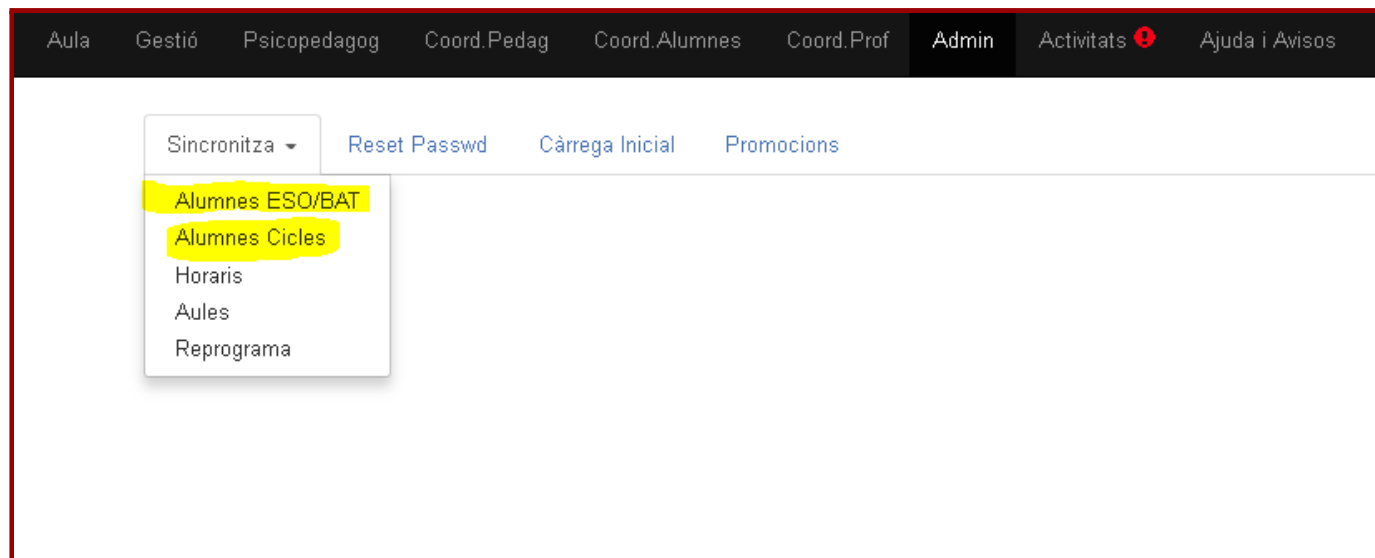 Aula Gestió Psicopedagog Coord.Pedag Coord.Alumnes Coord.Prof Admin Activitats Ajuda i Avisos
Sincronitza Reset Passwd Càrrega Inicial Promocions
Alumnes ESO/BAT
Alumnes Cicles
Horaris
Aules
Reprograma